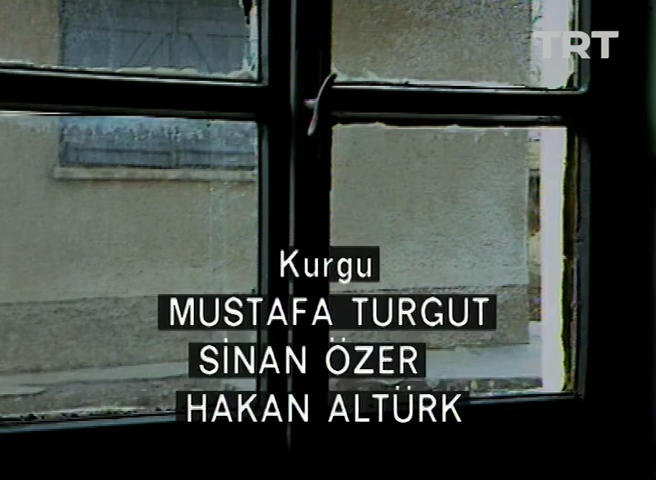 TRT
Kurgu
MUSTAFA TURGUT
SİNAN ÖZER
HAKAN ALTÜRK